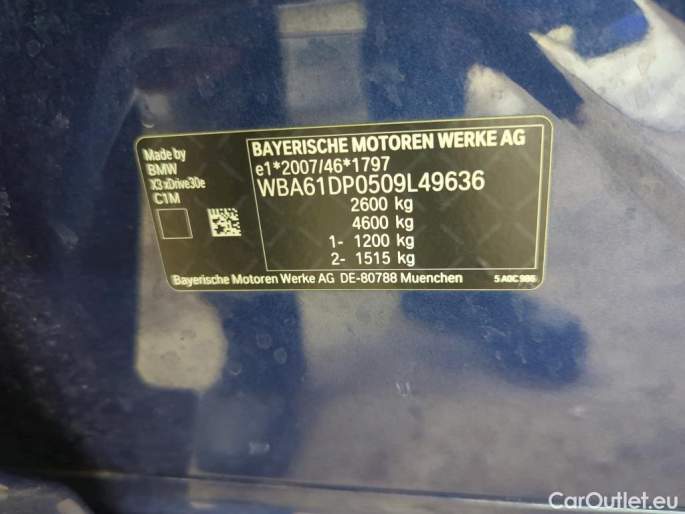 Made by
BMW
X3 xDrive30e
C1M
BAYERISCHE MOTOREN WERKE AG
e1*2007/46*1797
WBA61DP0509L49636
2600 kg
4600 kg
1- 1200 kg
2- 1515 kg
Bayerische Motoren Werke AG DE-80788 Muenchen
5 A0C 9B6
CarOutlet.eu